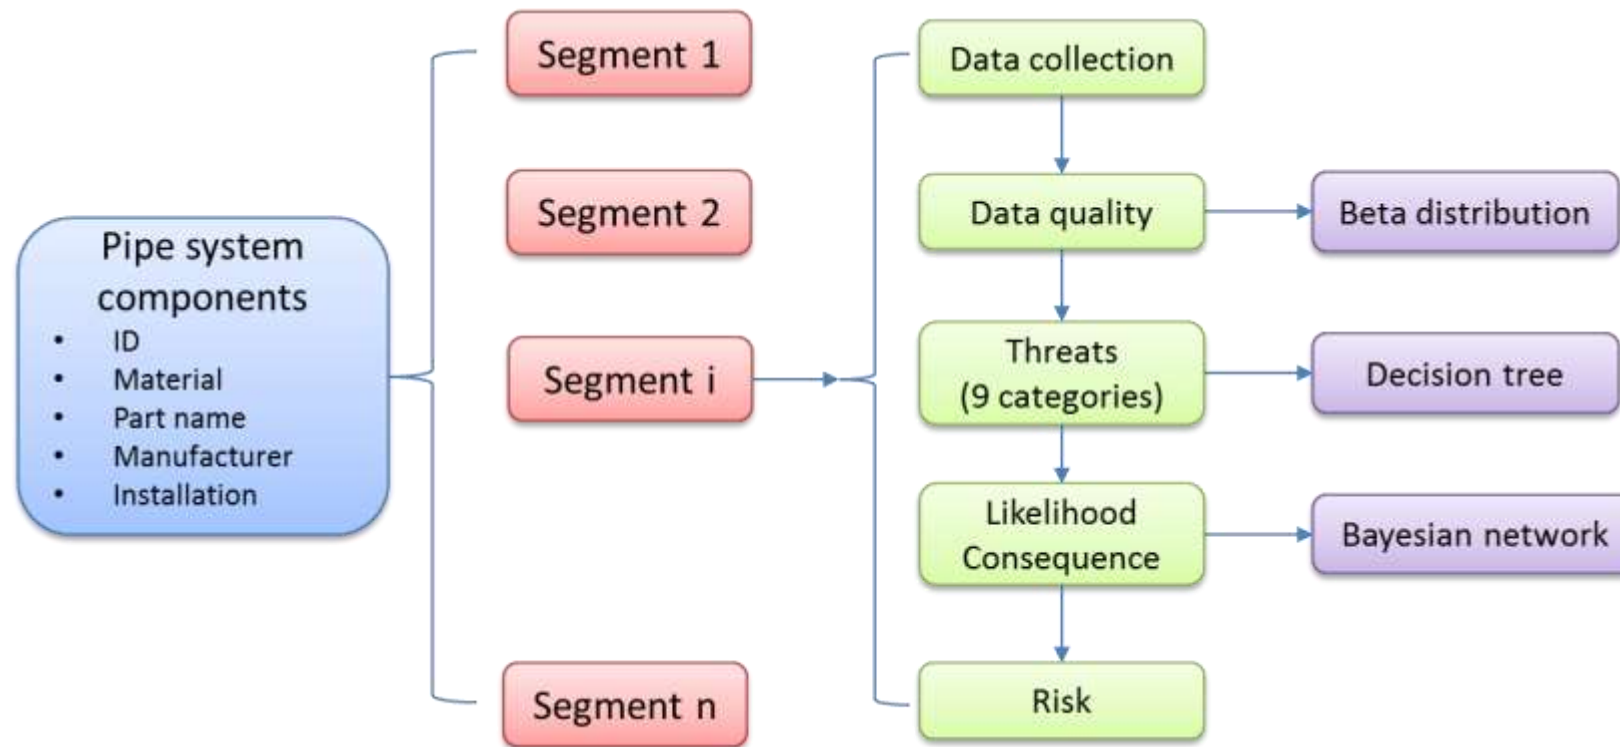 Pipe system
components
• ID
• Material
• Part name
• Manufacturer
• Installation
Segment 1
Segment 2
Segment i
Segment n
Data collection
Data quality
Threats
(9 categories)
Likelihood
Consequence
Risk
Beta distribution
Decision tree
Bayesian network